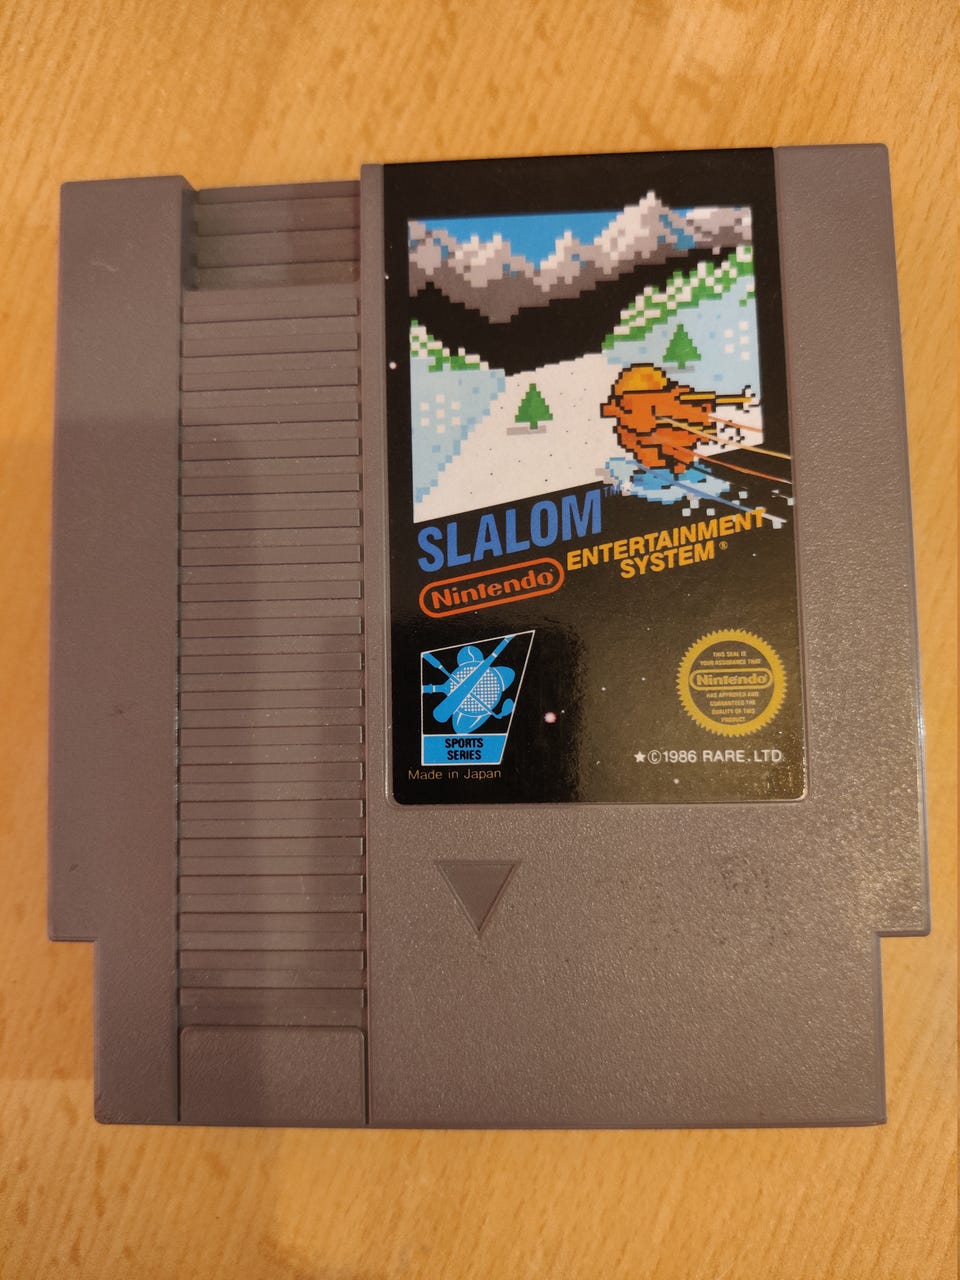 SLALOM™
Nintendo®
ENTERTAINMENT
SYSTEM®
SPORTS
SERIES
Made in Japan
THIS SEAL IS
YOUR ASSURANCE THAT
Nintendo
HAS APPROVED AND
GUARANTEED THE
QUALITY OF THIS
PRODUCT
★©1986 RARE, LTD.